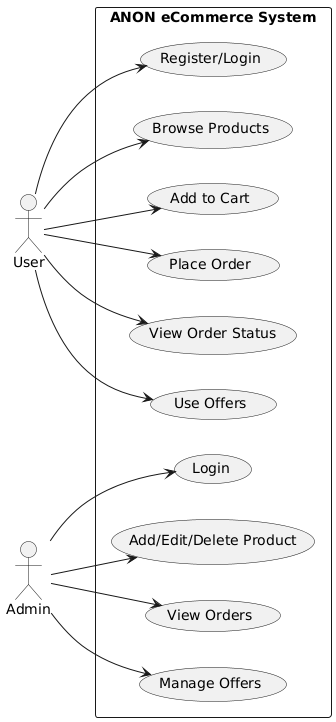 ANON eCommerce System
Register/Login
Browse Products
Add to Cart
User
Place Order
View Order Status
Use Offers
Login
Add/Edit/Delete Product
Admin
View Orders
Manage Offers